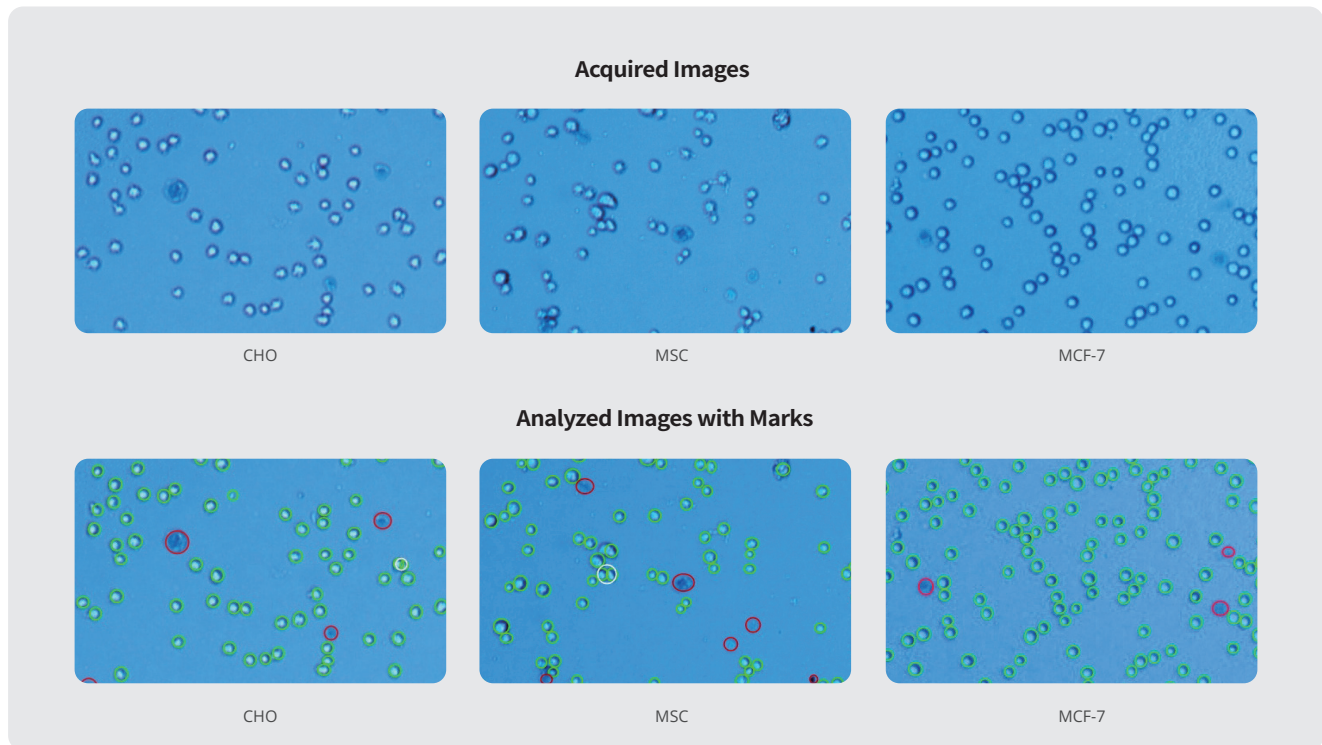 Acquired Images
CHO
MSC
MCF-7
Analyzed Images with Marks
CHO
MSC
MCF-7